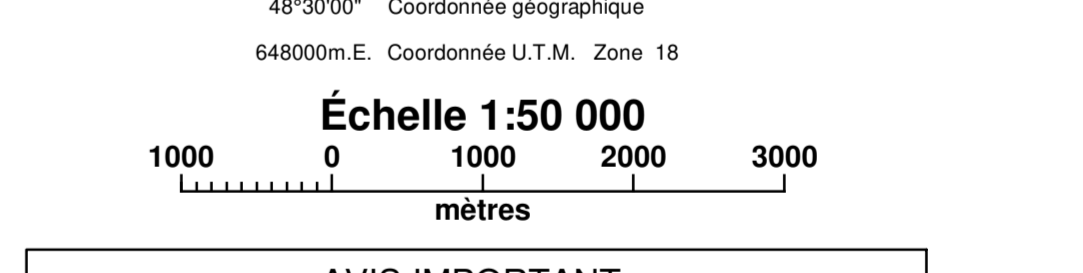 48°30'00" Coordonnée géographique
648000m.E. Coordonnée U.T.M. Zone 18
Échelle 1:50 000
1000 0 1000 2000 3000
mètres
AVIS IMPORTANT